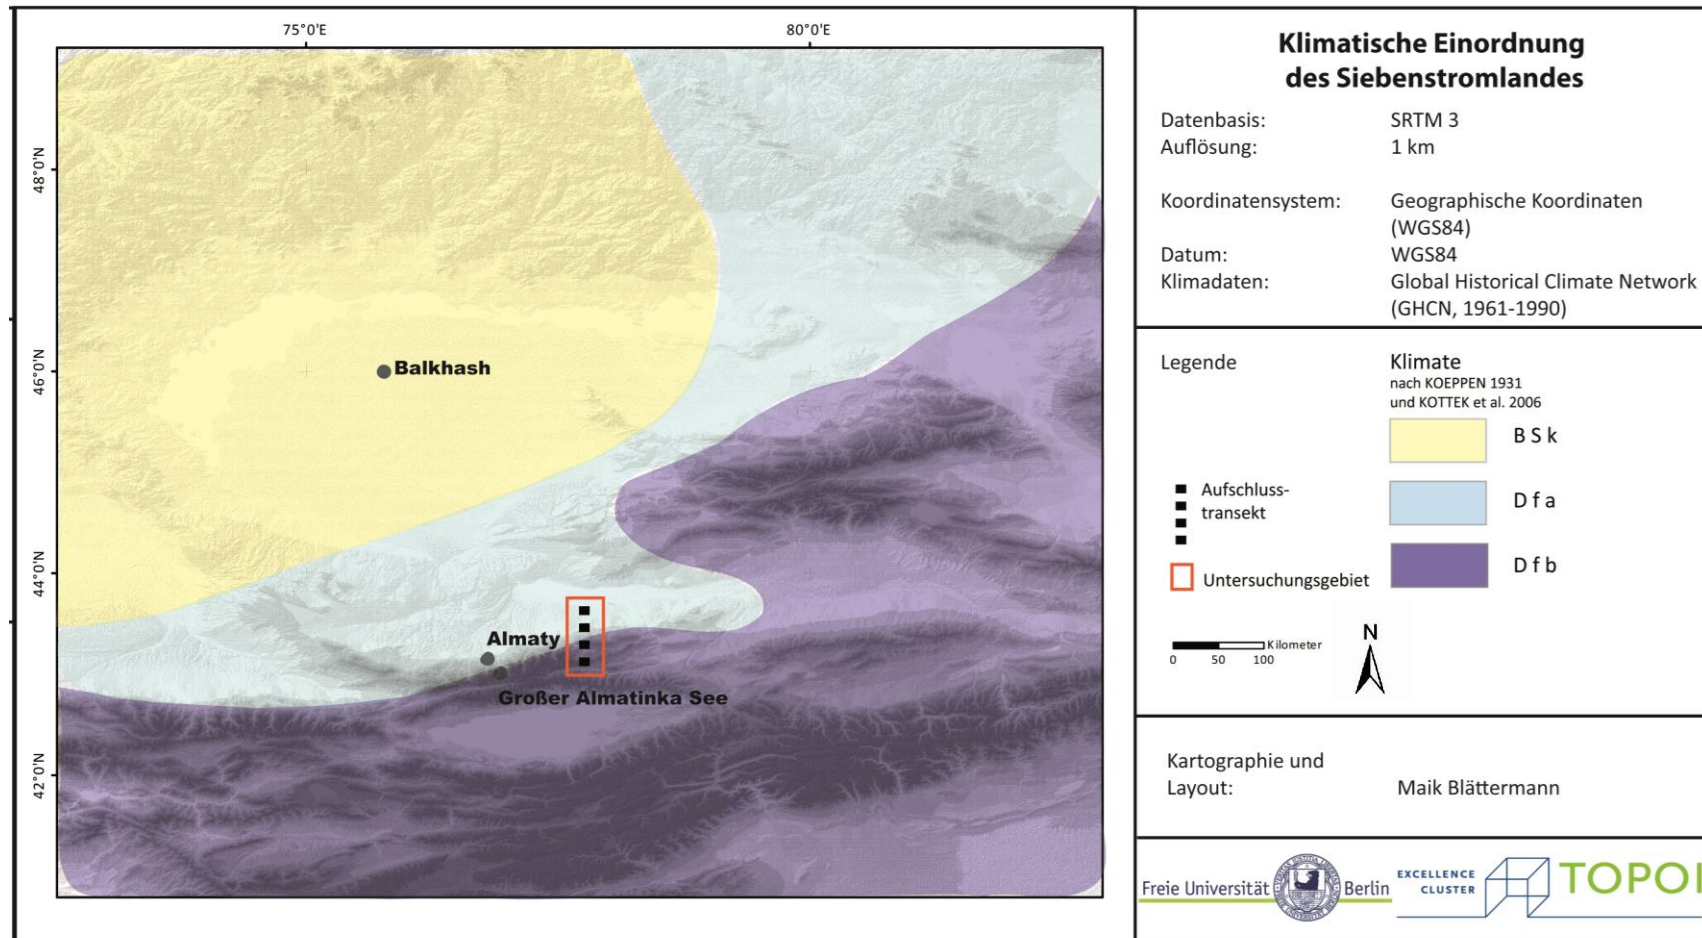 75°0'E
80°0'E
48°0'N
46°0'N
44°0'N
42°0'N
Balkhash
Almaty
Großer Almatinka See
Klimatische Einordnung
des Siebenstromlandes
Datenbasis: SRTM 3
Auflösung: 1 km
Koordinatensystem: Geographische Koordinaten
(WGS84)
Datum: WGS84
Klimadaten: Global Historical Climate Network
(GHCN, 1961-1990)
Legende
Klimate
nach KOEPPEN 1931
und KOTTEK et al. 2006
B S k
D f a
D f b
Aufschluss-
transekt
Untersuchungsgebiet
Kilometer
0 50 100
N
Kartographie und
Layout: Maik Blättermann
Freie Universität Berlin
EXCELLENCE
CLUSTER
TOPOI